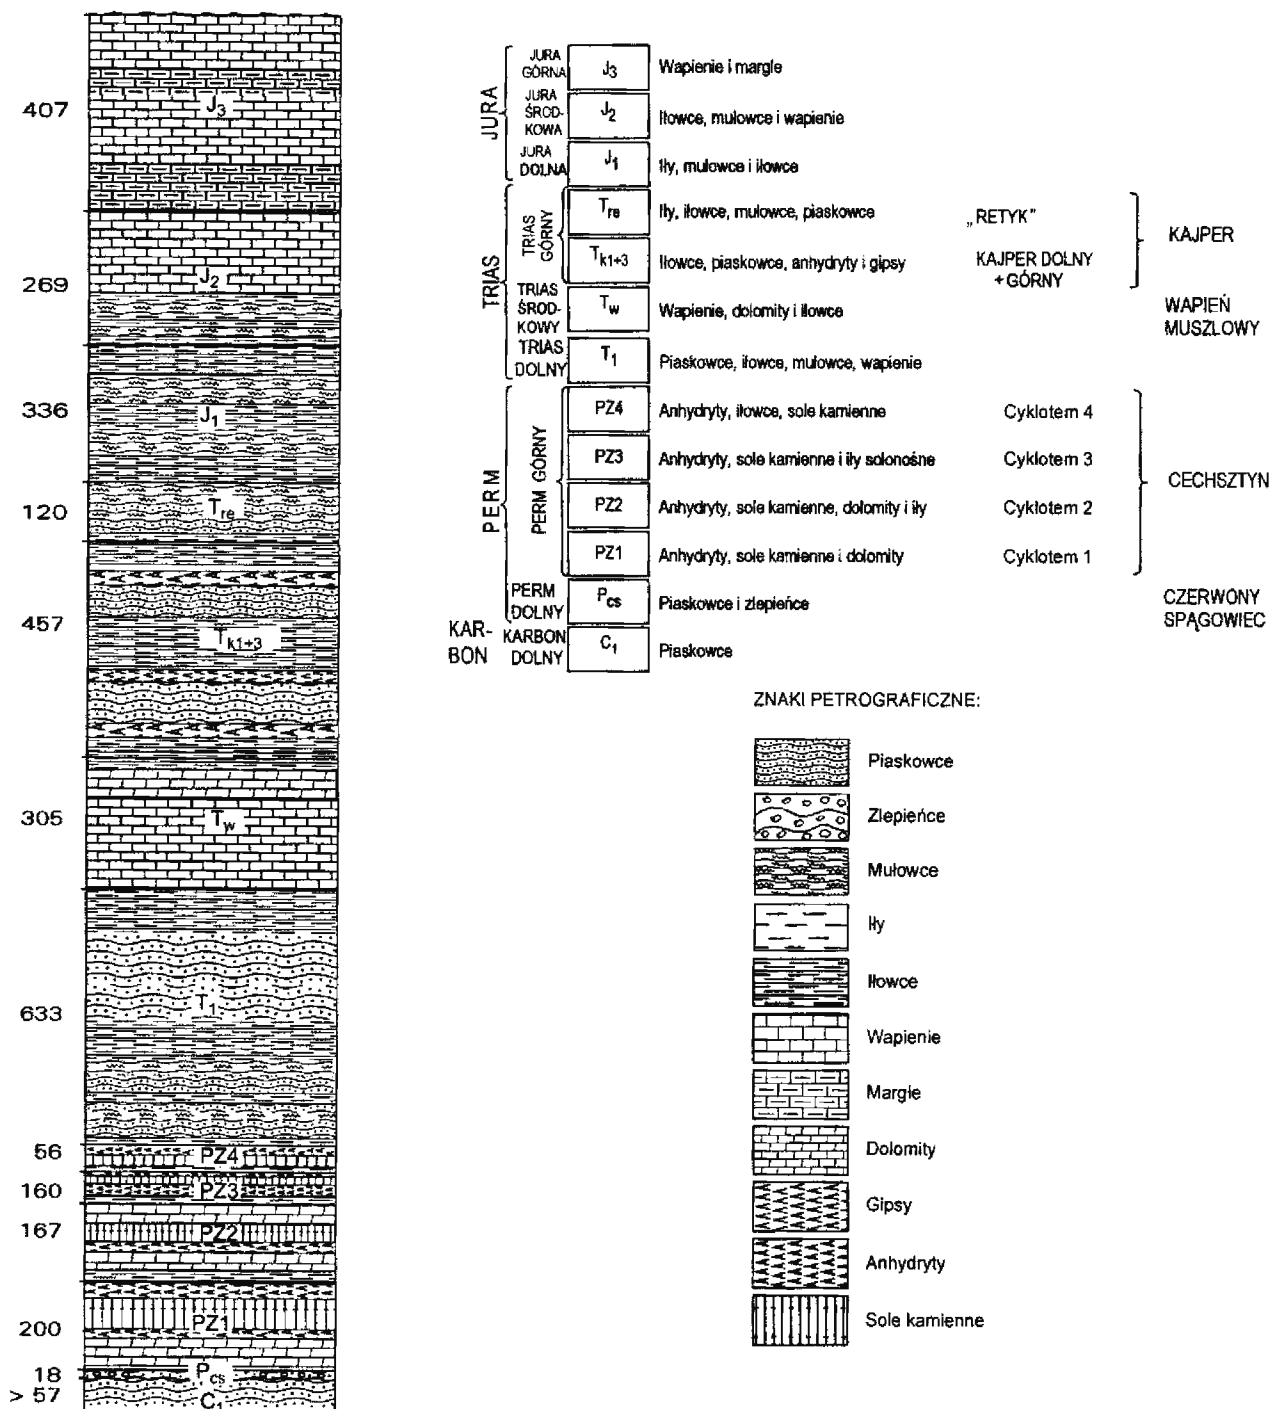 J3
407
J2
269
J1
336
Tre
120
Tk1+3
457
Tw
305
T1
633
PZ4
56
PZ3
160
PZ2
167
PZ1
200
Pcs
18
C1
> 57
JURA
JURA GÓRNA
J3
Wapienie i margle
JURA ŚROD-
KOWA
J2
Iłowce, mułowce i wapienie
JURA
DOLNA
J1
Iły, mułowce i iłowce
TRIAS
TRIAS
GÓRNY
Tre
Iły, iłowce, mułowce, piaskowce
„RETYK”
Tk1+3
Iłowce, piaskowce, anhydryty i gipsy
KAJPER DOLNY
+ GÓRNY
KAJPER
TRIAS
ŚROD-
KOWY
Tw
Wapienie, dolomity i iłowce
WAPIEŃ
MUSZLOWY
TRIAS
DOLNY
T1
Piaskowce, iłowce, mułowce, wapienie
PERM
PERM GÓRNY
PZ4
Anhydryty, iłowce, sole kamienne
Cyklotem 4
PZ3
Anhydryty, sole kamienne i iły solonośne
Cyklotem 3
PZ2
Anhydryty, sole kamienne, dolomity i iły
Cyklotem 2
PZ1
Anhydryty, sole kamienne i dolomity
Cyklotem 1
CECHSZTYN
PERM
DOLNY
Pcs
Piaskowce i zlepieńce
CZERWONY
SPĄGOWIEC
KAR-
BON
KARBON
DOLNY
C1
Piaskowce
ZNAKI PETROGRAFICZNE:
Piaskowce
Zlepieńce
Mułowce
Iły
Iłowce
Wapienie
Margle
Dolomity
Gipsy
Anhydryty
Sole kamienne